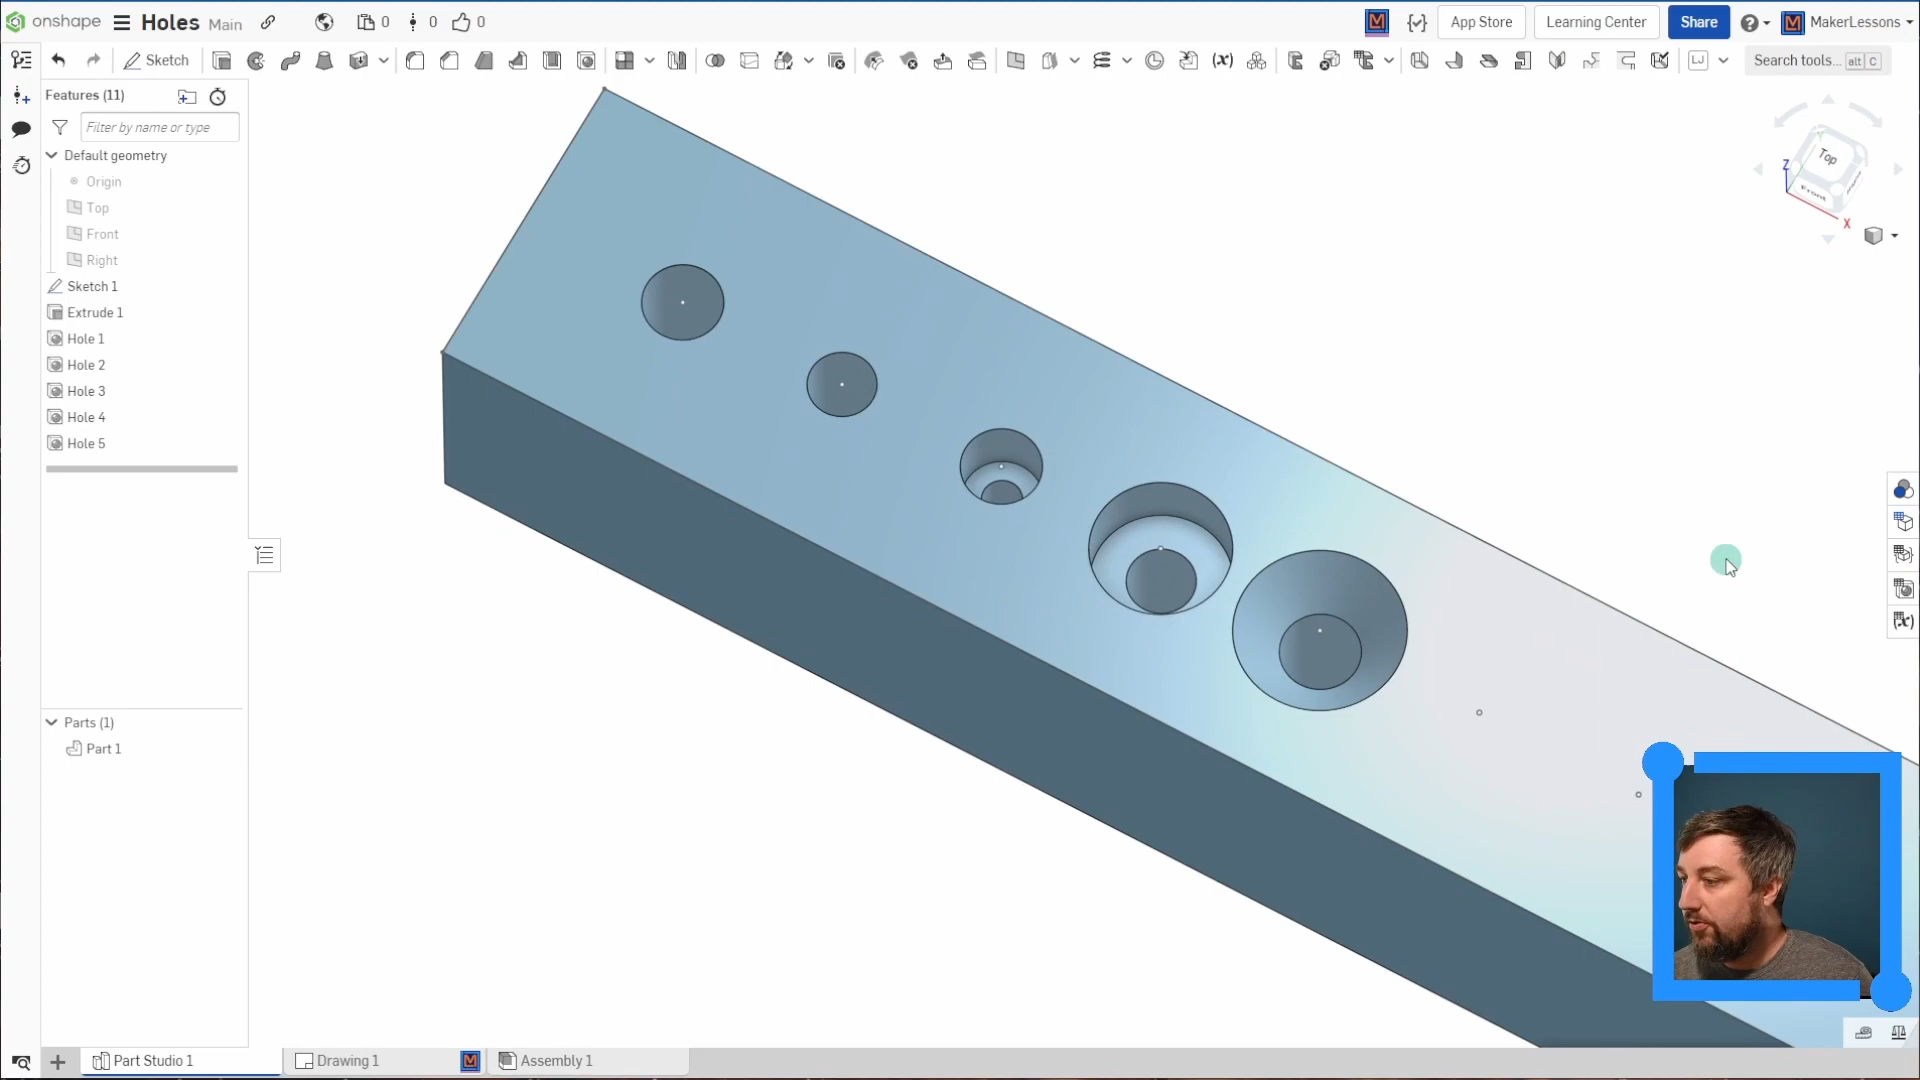 onshape
Holes Main
0
0
0
App Store
Learning Center
Share
MakerLessons
Sketch
(x)
LJ
Search tools... alt C
Features (11)
Filter by name or type
Default geometry
Origin
Top
Front
Right
Sketch 1
Extrude 1
Hole 1
Hole 2
Hole 3
Hole 4
Hole 5
Parts (1)
Part 1
Z
Top
Front
X
(x)
Part Studio 1
Drawing 1
Assembly 1